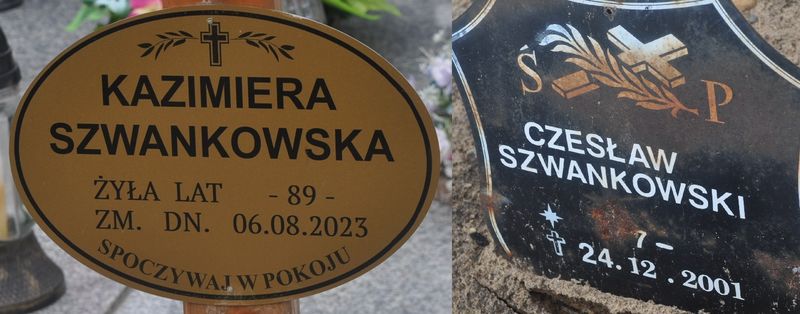 KAZIMIERA
SZWANKOWSKA
ŻYŁA LAT - 89 -
ZM. DN. 06.08.2023
SPOCZYWAJ W POKOJU
Ś P
CZESŁAW
SZWANKOWSKI
24.12.2001